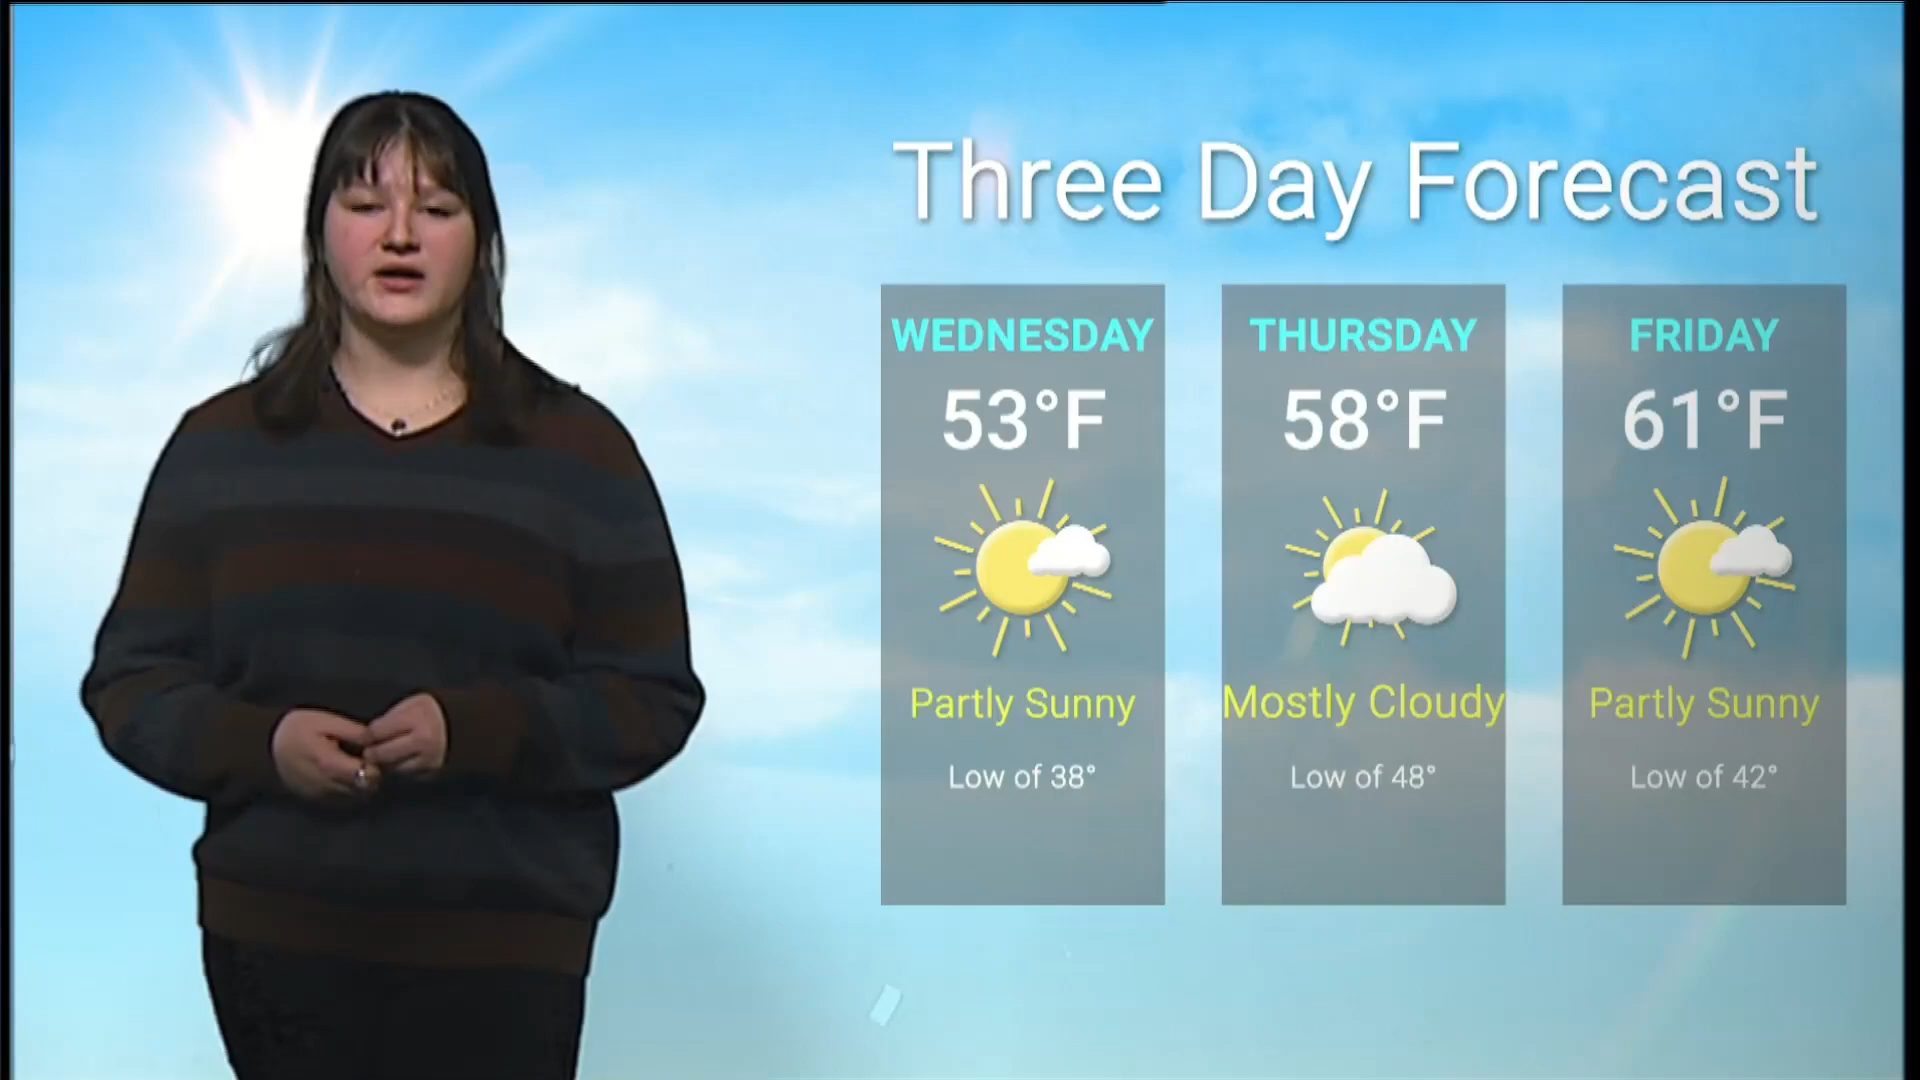 Three Day Forecast
WEDNESDAY
53°F
Partly Sunny
Low of 38°
THURSDAY
58°F
Mostly Cloudy
Low of 48°
FRIDAY
61°F
Partly Sunny
Low of 42°